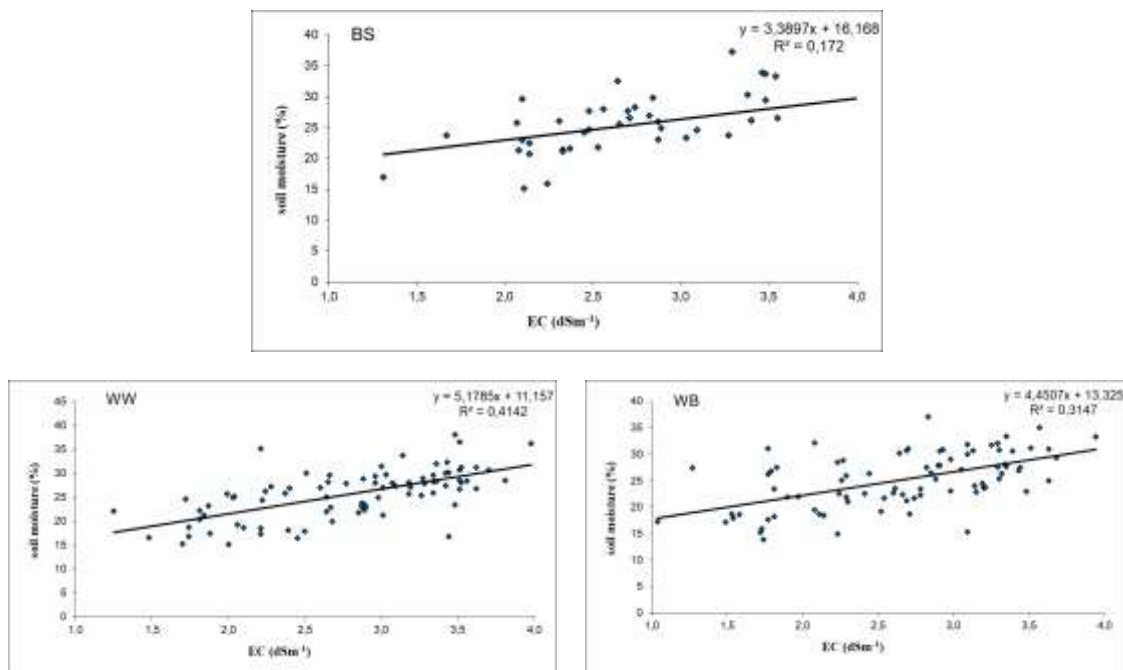 BS
y = 3,3897x + 16,168
R² = 0,172
soil moisture (%)
40
35
30
25
20
15
10
5
0
1,0 1,5 2,0 2,5 3,0 3,5 4,0
EC (dSm⁻¹)
WW
y = 5,1785x + 11,157
R² = 0,4142
soil moisture (%)
45
40
35
30
25
20
15
10
5
0
1,0 1,5 2,0 2,5 3,0 3,5 4,0
EC (dSm⁻¹)
WB
y = 4,4507x + 13,325
R² = 0,3147
soil moisture (%)
40
35
30
25
20
15
10
5
0
1,0 1,5 2,0 2,5 3,0 3,5 4,0
EC (dSm⁻¹)